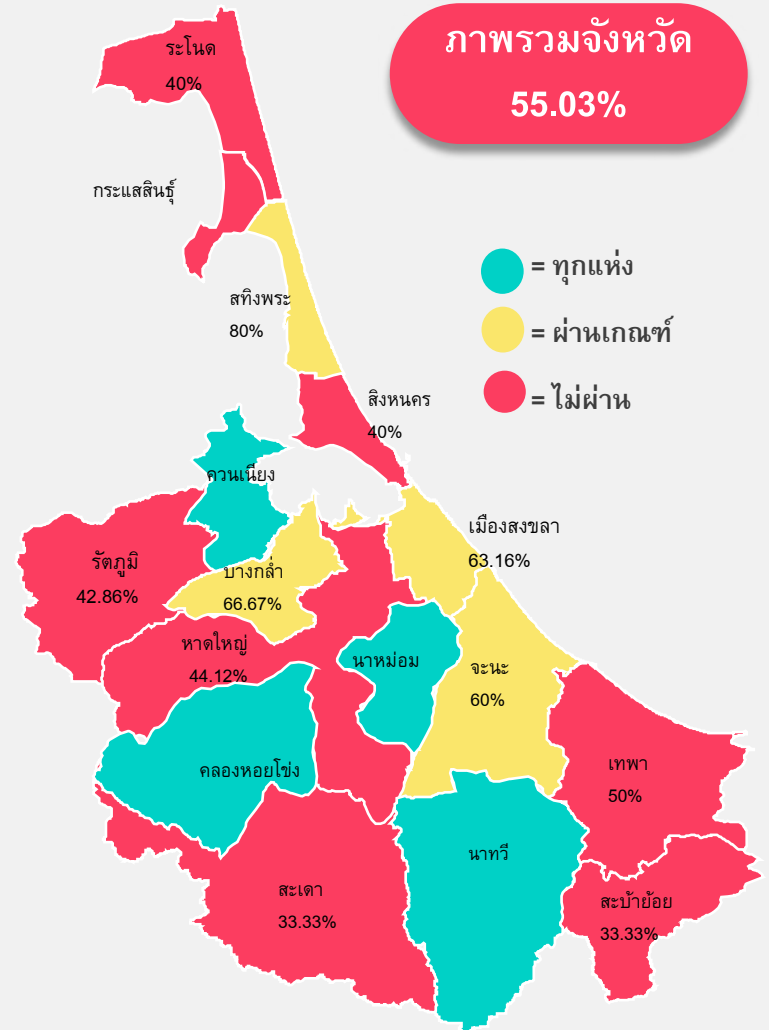 ภาพรวมจังหวัด
55.03%
ระโนด
40%
กระแสสินธุ์
= ทุกแห่ง
= ผ่านเกณฑ์
= ไม่ผ่าน
สทิงพระ
80%
สิงหนคร
40%
ควนเนียง
เมืองสงขลา
63.16%
รัตภูมิ
42.86%
บางกล่ำ
66.67%
หาดใหญ่
44.12%
นาหม่อม
จะนะ
60%
คลองหอยโข่ง
เทพา
50%
นาทวี
สะเดา
33.33%
สะบ้าย้อย
33.33%